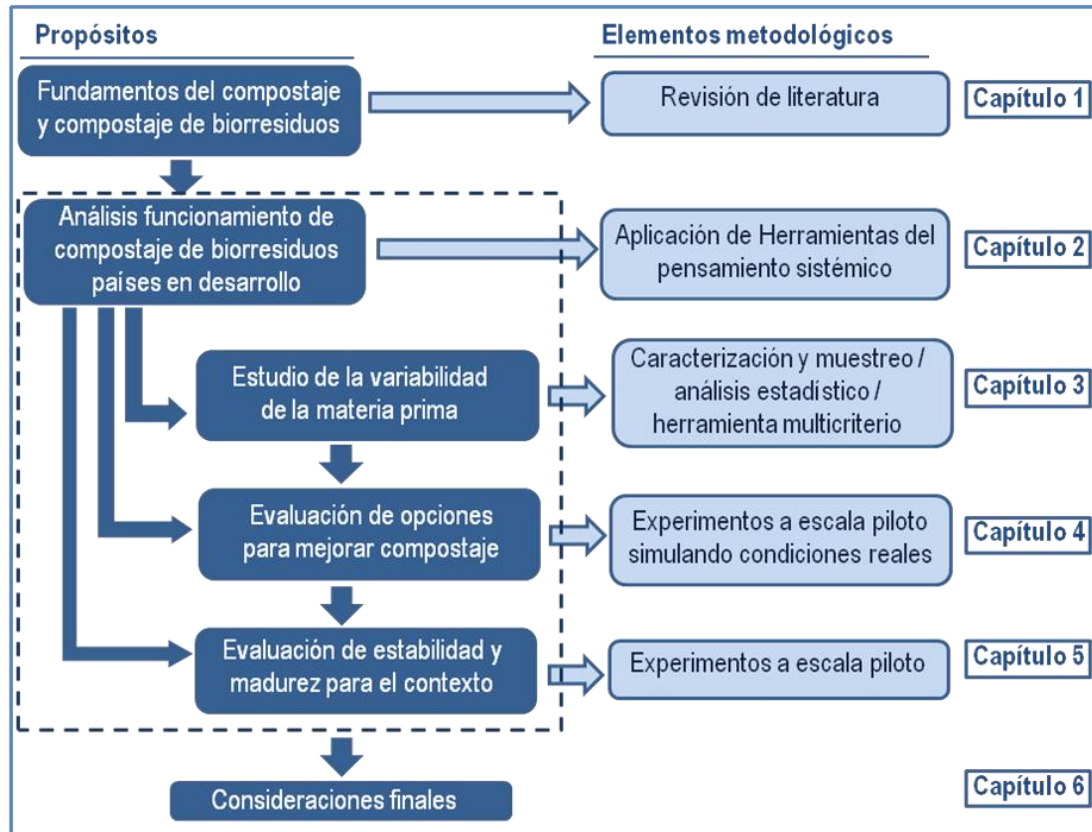 Propósitos
Elementos metodológicos
Fundamentos del compostaje
y compostaje de biorresiduos
Revisión de literatura
Capítulo 1
Análisis funcionamiento de
compostaje de biorresiduos
países en desarrollo
Aplicación de Herramientas del
pensamiento sistémico
Capítulo 2
Estudio de la variabilidad
de la materia prima
Caracterización y muestreo /
análisis estadístico /
herramienta multicriterio
Capítulo 3
Evaluación de opciones
para mejorar compostaje
Experimentos a escala piloto
simulando condiciones reales
Capítulo 4
Evaluación de estabilidad y
madurez para el contexto
Experimentos a escala piloto
Capítulo 5
Consideraciones finales
Capítulo 6